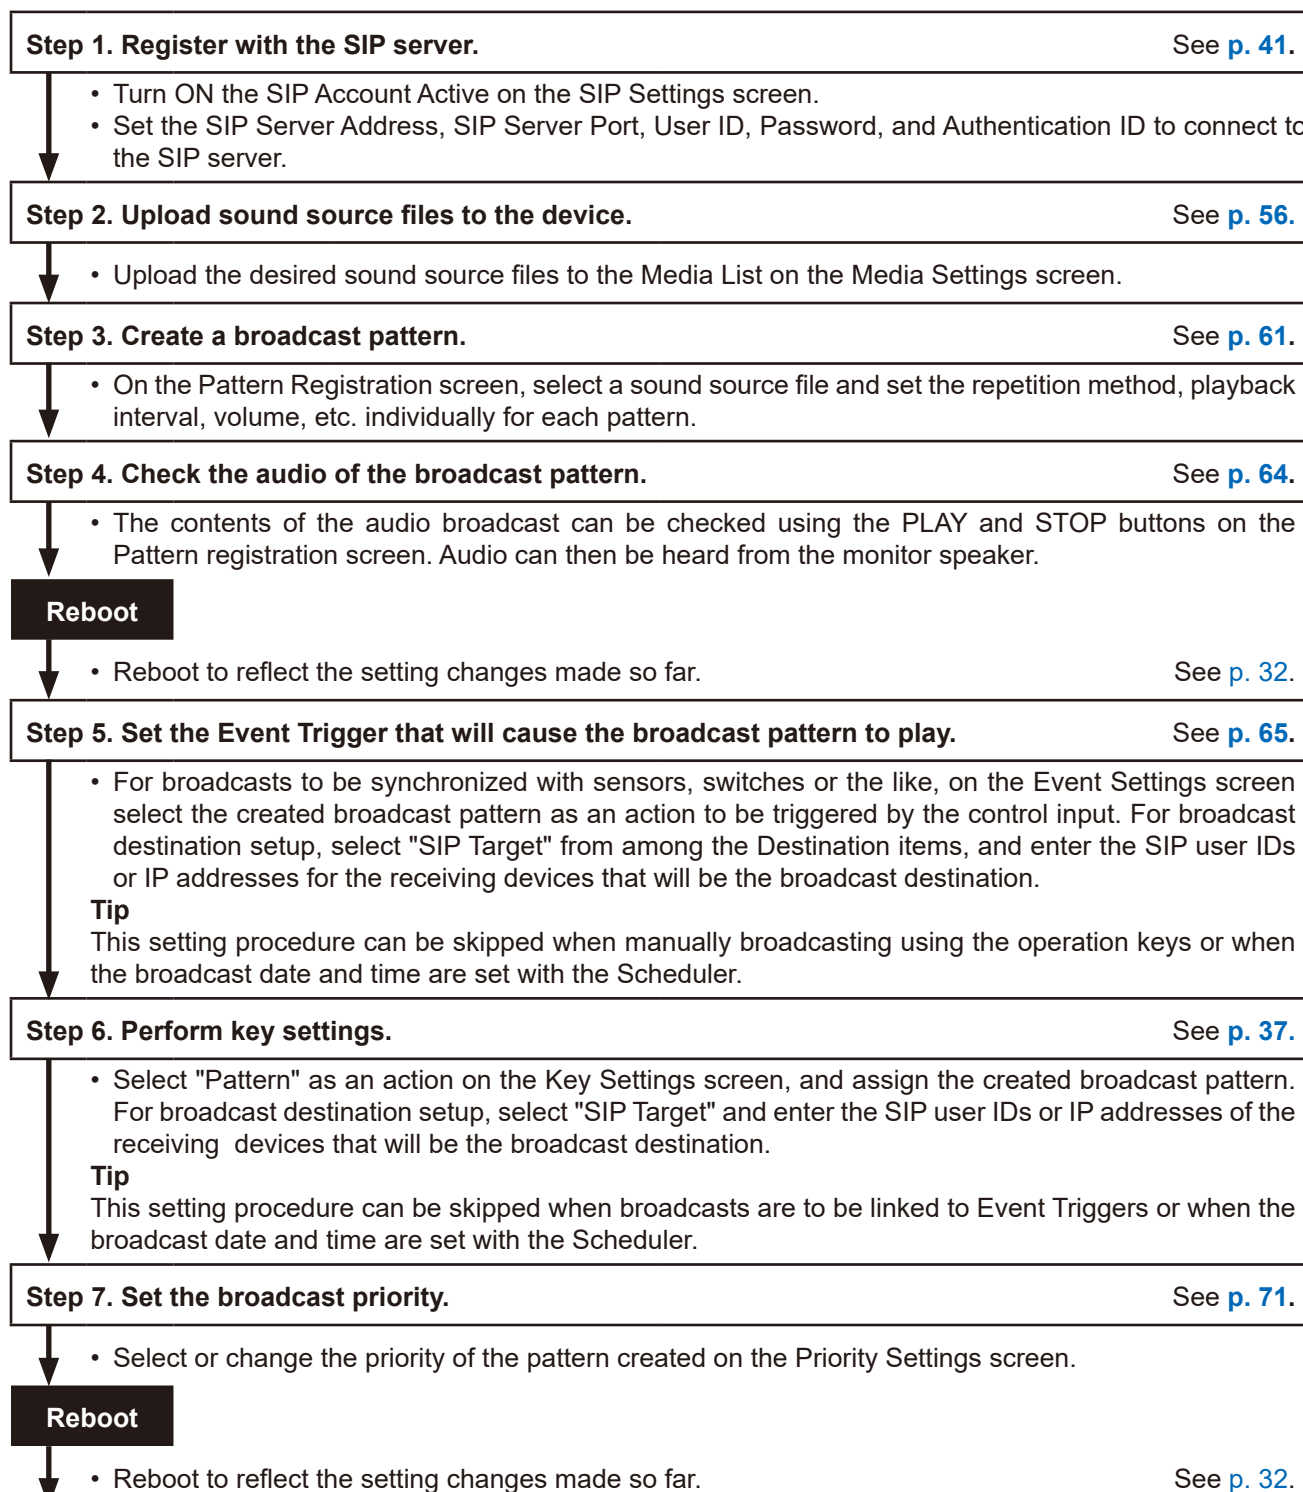 Step 1. Register with the SIP server. See p. 41.
• Turn ON the SIP Account Active on the SIP Settings screen.
• Set the SIP Server Address, SIP Server Port, User ID, Password, and Authentication ID to connect to
the SIP server.
Step 2. Upload sound source files to the device. See p. 56.
• Upload the desired sound source files to the Media List on the Media Settings screen.
Step 3. Create a broadcast pattern. See p. 61.
• On the Pattern Registration screen, select a sound source file and set the repetition method, playback
interval, volume, etc. individually for each pattern.
Step 4. Check the audio of the broadcast pattern. See p. 64.
• The contents of the audio broadcast can be checked using the PLAY and STOP buttons on the
Pattern registration screen. Audio can then be heard from the monitor speaker.
Reboot
• Reboot to reflect the setting changes made so far. See p. 32.
Step 5. Set the Event Trigger that will cause the broadcast pattern to play. See p. 65.
• For broadcasts to be synchronized with sensors, switches or the like, on the Event Settings screen
select the created broadcast pattern as an action to be triggered by the control input. For broadcast
destination setup, select "SIP Target" from among the Destination items, and enter the SIP user IDs
or IP addresses for the receiving devices that will be the broadcast destination.
Tip
This setting procedure can be skipped when manually broadcasting using the operation keys or when
the broadcast date and time are set with the Scheduler.
Step 6. Perform key settings. See p. 37.
• Select "Pattern" as an action on the Key Settings screen, and assign the created broadcast pattern.
For broadcast destination setup, select "SIP Target" and enter the SIP user IDs or IP addresses of the
receiving devices that will be the broadcast destination.
Tip
This setting procedure can be skipped when broadcasts are to be linked to Event Triggers or when the
broadcast date and time are set with the Scheduler.
Step 7. Set the broadcast priority. See p. 71.
• Select or change the priority of the pattern created on the Priority Settings screen.
Reboot
• Reboot to reflect the setting changes made so far. See p. 32.